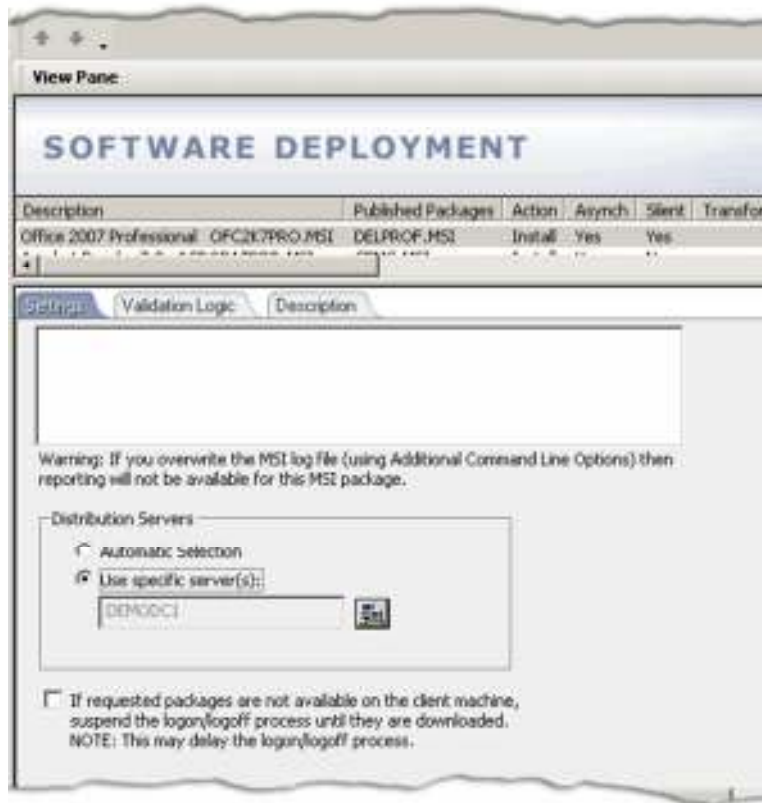 View Pane
SOFTWARE DEPLOYMENT
Description Published Packages Action Asynch Silent Transfor
Office 2007 Professional OFC2K7PRO.MSI DELPROF.MSI Install Yes Yes
Settings Validation Logic Description
Warning: If you overwrite the MSI log file (using Additional Command Line Options) then
reporting will not be available for this MSI package.
Distribution Servers
Automatic Selection
Use specific server(s):
DEMODC1
If requested packages are not available on the client machine,
suspend the logon/logoff process until they are downloaded.
NOTE: This may delay the logon/logoff process.